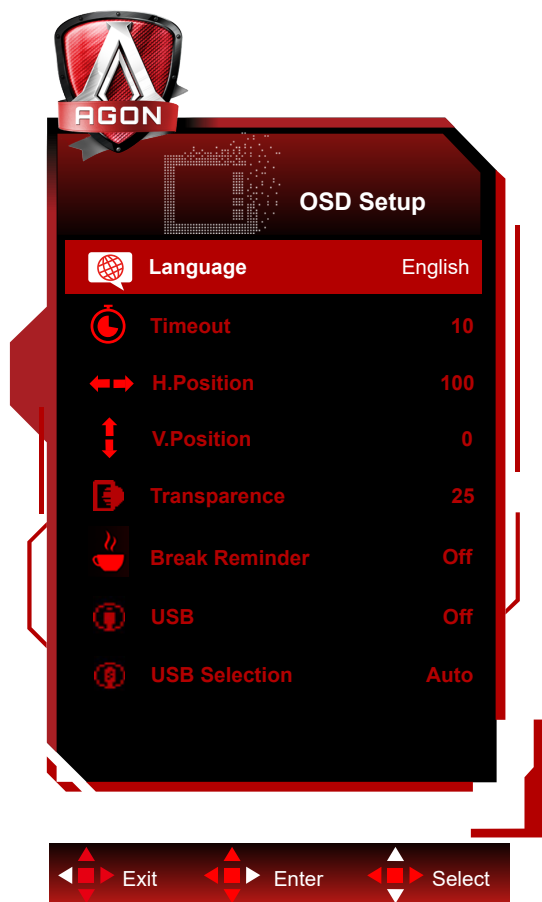 AGON
OSD Setup
Language English
Timeout 10
H.Position 100
V.Position 0
Transparence 25
Break Reminder Off
USB Off
USB Selection Auto
Exit Enter Select